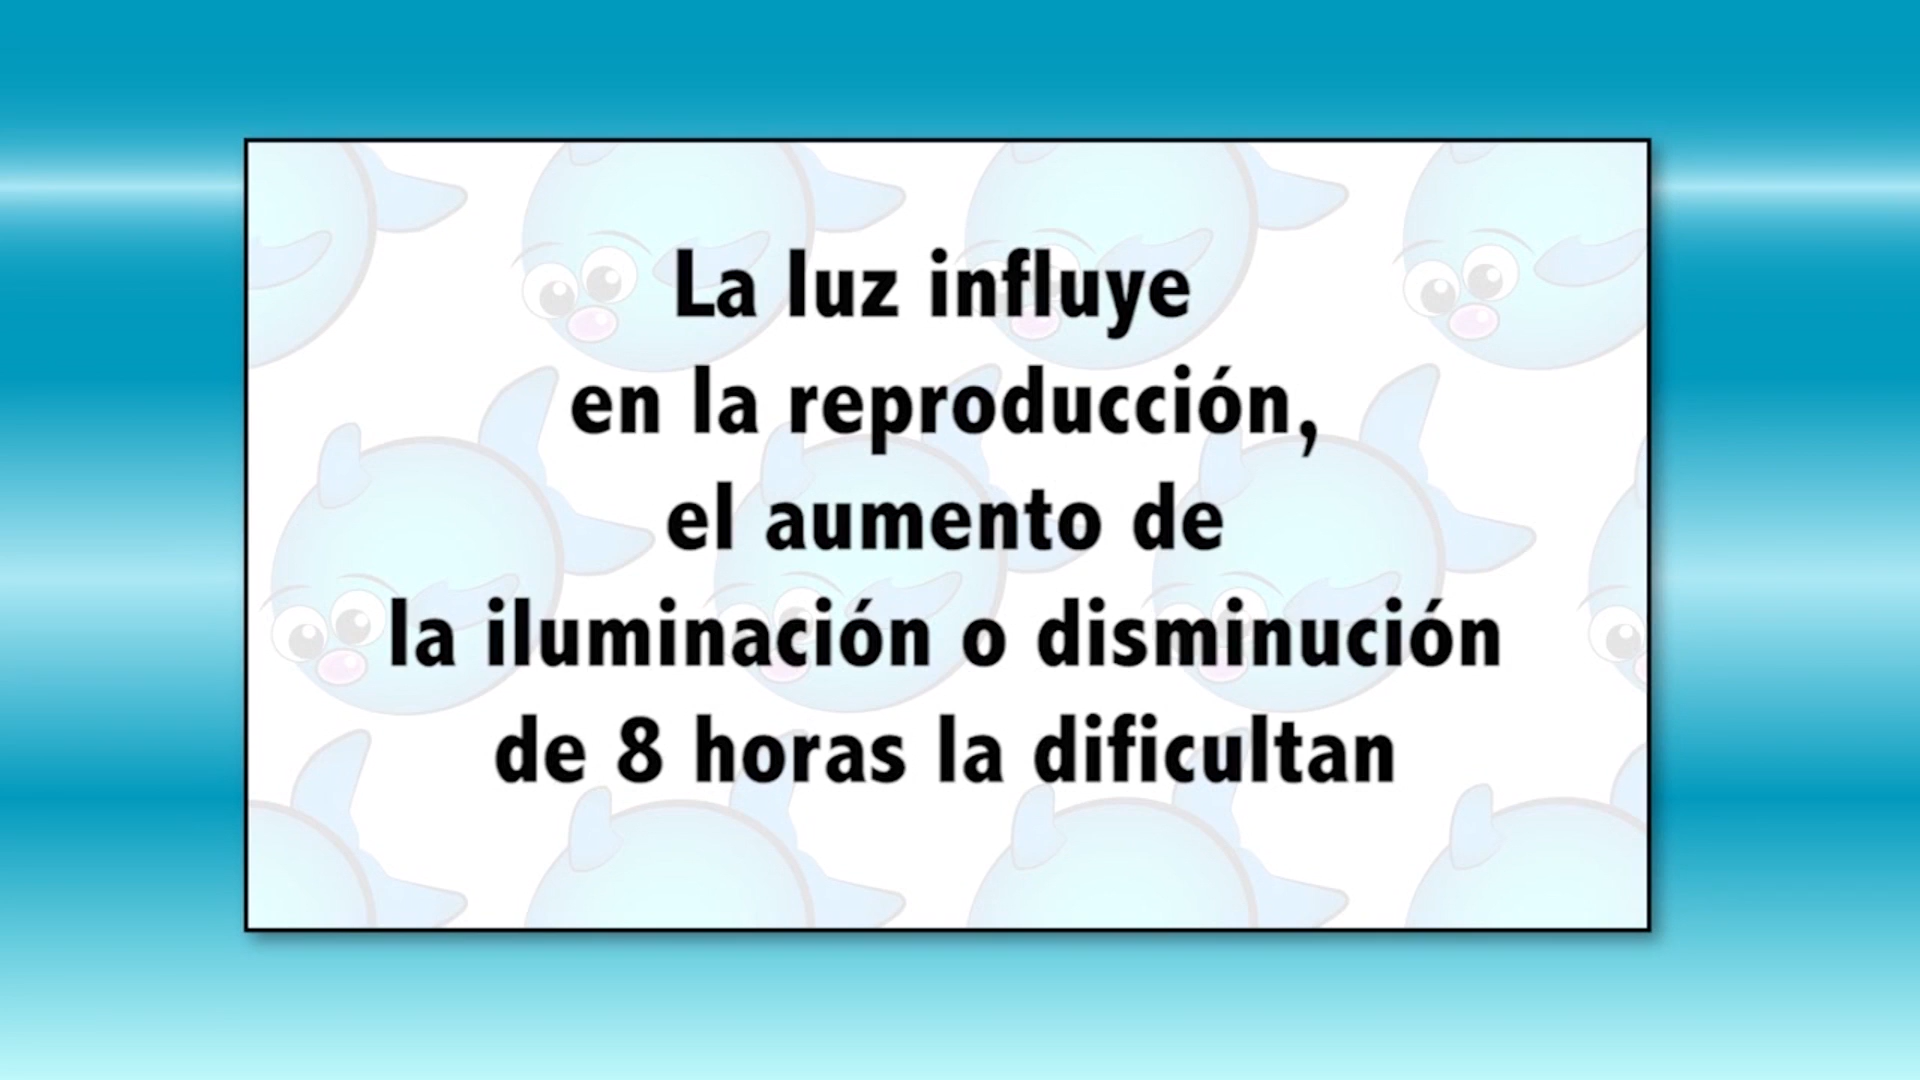 La luz influye
en la reproducción,
el aumento de
la iluminación o disminución
de 8 horas la dificultan